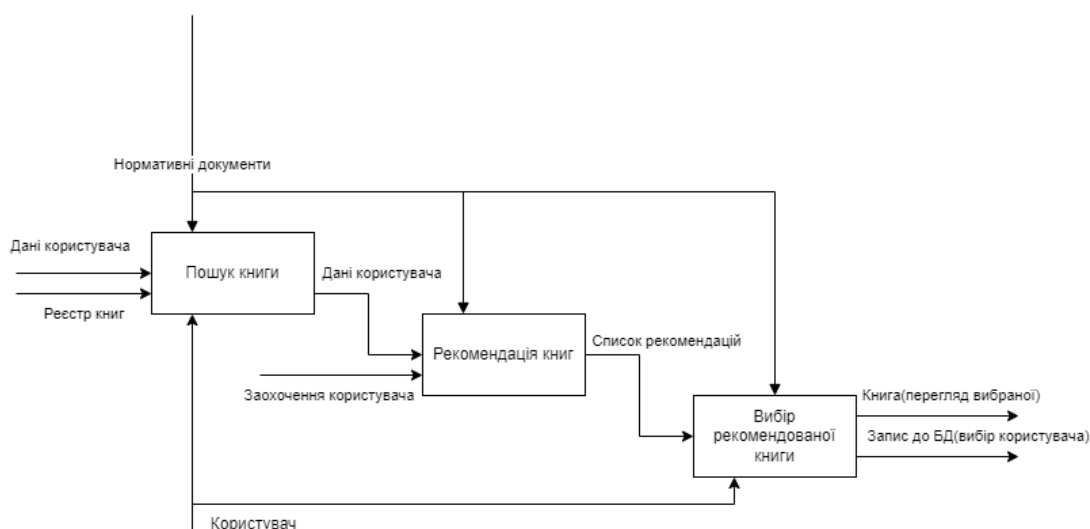 Нормативні документи
Дані користувача
Реєстр книг
Пошук книги
Дані користувача
Рекомендація книг
Заохочення користувача
Список рекомендацій
Вибір
рекомендованої
книги
Книга(перегляд вибраної)
Запис до БД(вибір користувача)
Користувач